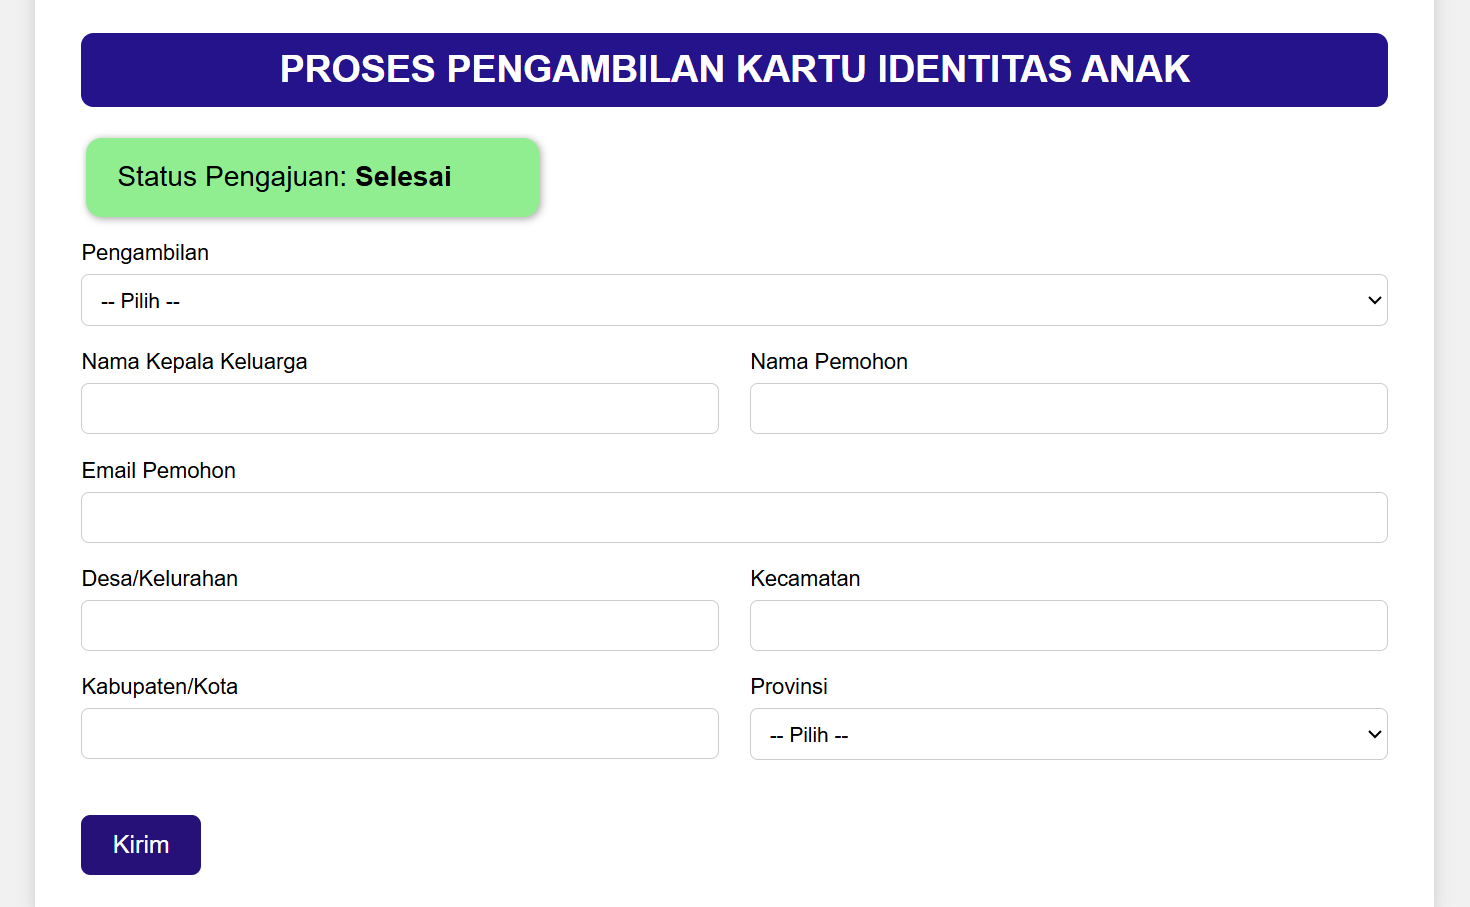 PROSES PENGAMBILAN KARTU IDENTITAS ANAK
Status Pengajuan: Selesai
Pengambilan
-- Pilih --
Nama Kepala Keluarga
Nama Pemohon
Email Pemohon
Desa/Kelurahan
Kecamatan
Kabupaten/Kota
Provinsi
-- Pilih --
Kirim